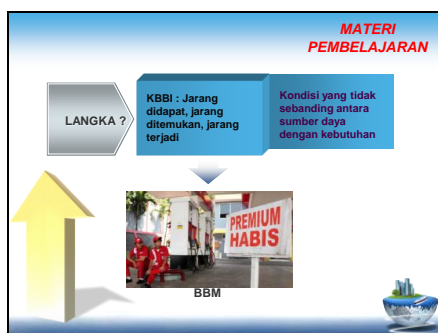 MATERI
PEMBELAJARAN
LANGKA ?
KBBI : Jarang
didapat, jarang
ditemukan, jarang
terjadi
Kondisi yang tidak
sebanding antara
sumber daya
dengan kebutuhan
PREMIUM
HABIS
BBM